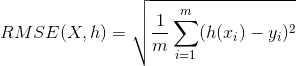 RMSE(X, h) = \sqrt{\frac{1}{m} \sum_{i=1}^{m} (h(x_i) - y_i)^2}